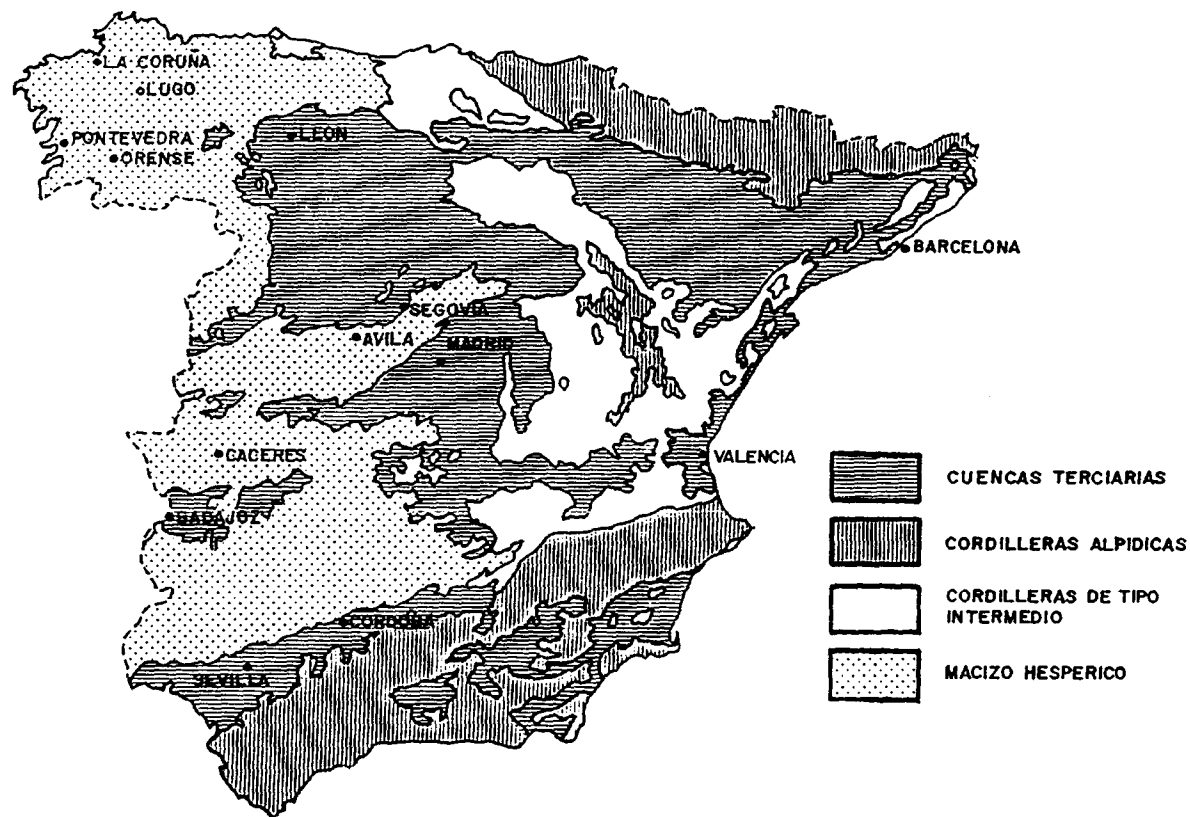 LA CORUÑA
LUGO
PONTEVEDRA
ORENSE
LEON
BARCELONA
SEGOVIA
AVILA
MADRID
CACERES
VALENCIA
BADAJOZ
CORDOBA
SEVILLA
CUENCAS TERCIARIAS
CORDILLERAS ALPIDICAS
CORDILLERAS DE TIPO
INTERMEDIO
MACIZO HESPERICO